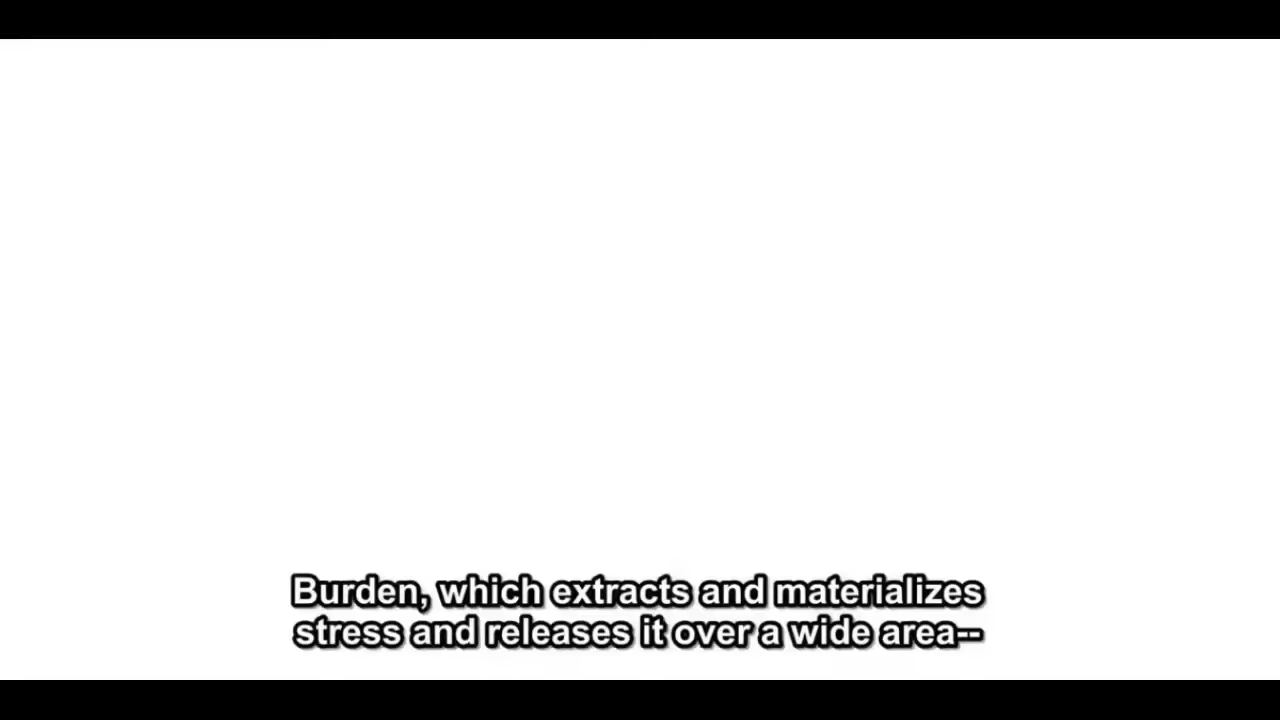 Burden, which extracts and materializes
stress and releases it over a wide area--